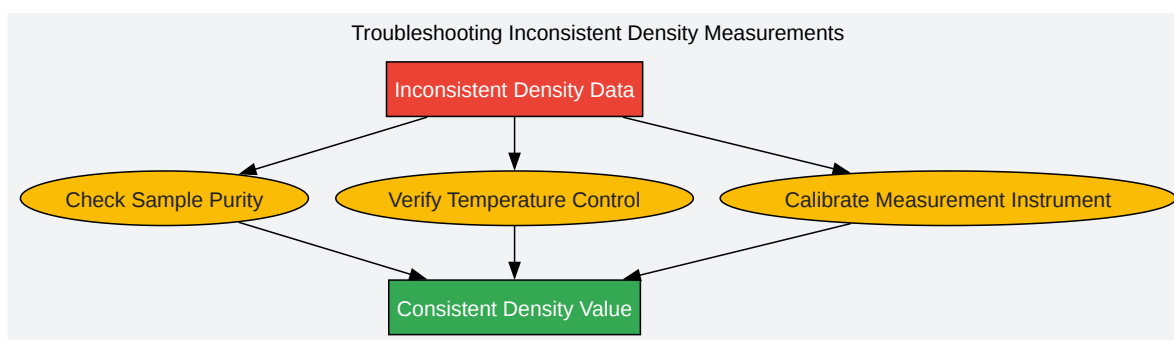 Troubleshooting Inconsistent Density Measurements
Inconsistent Density Data
Check Sample Purity
Verify Temperature Control
Calibrate Measurement Instrument
Consistent Density Value